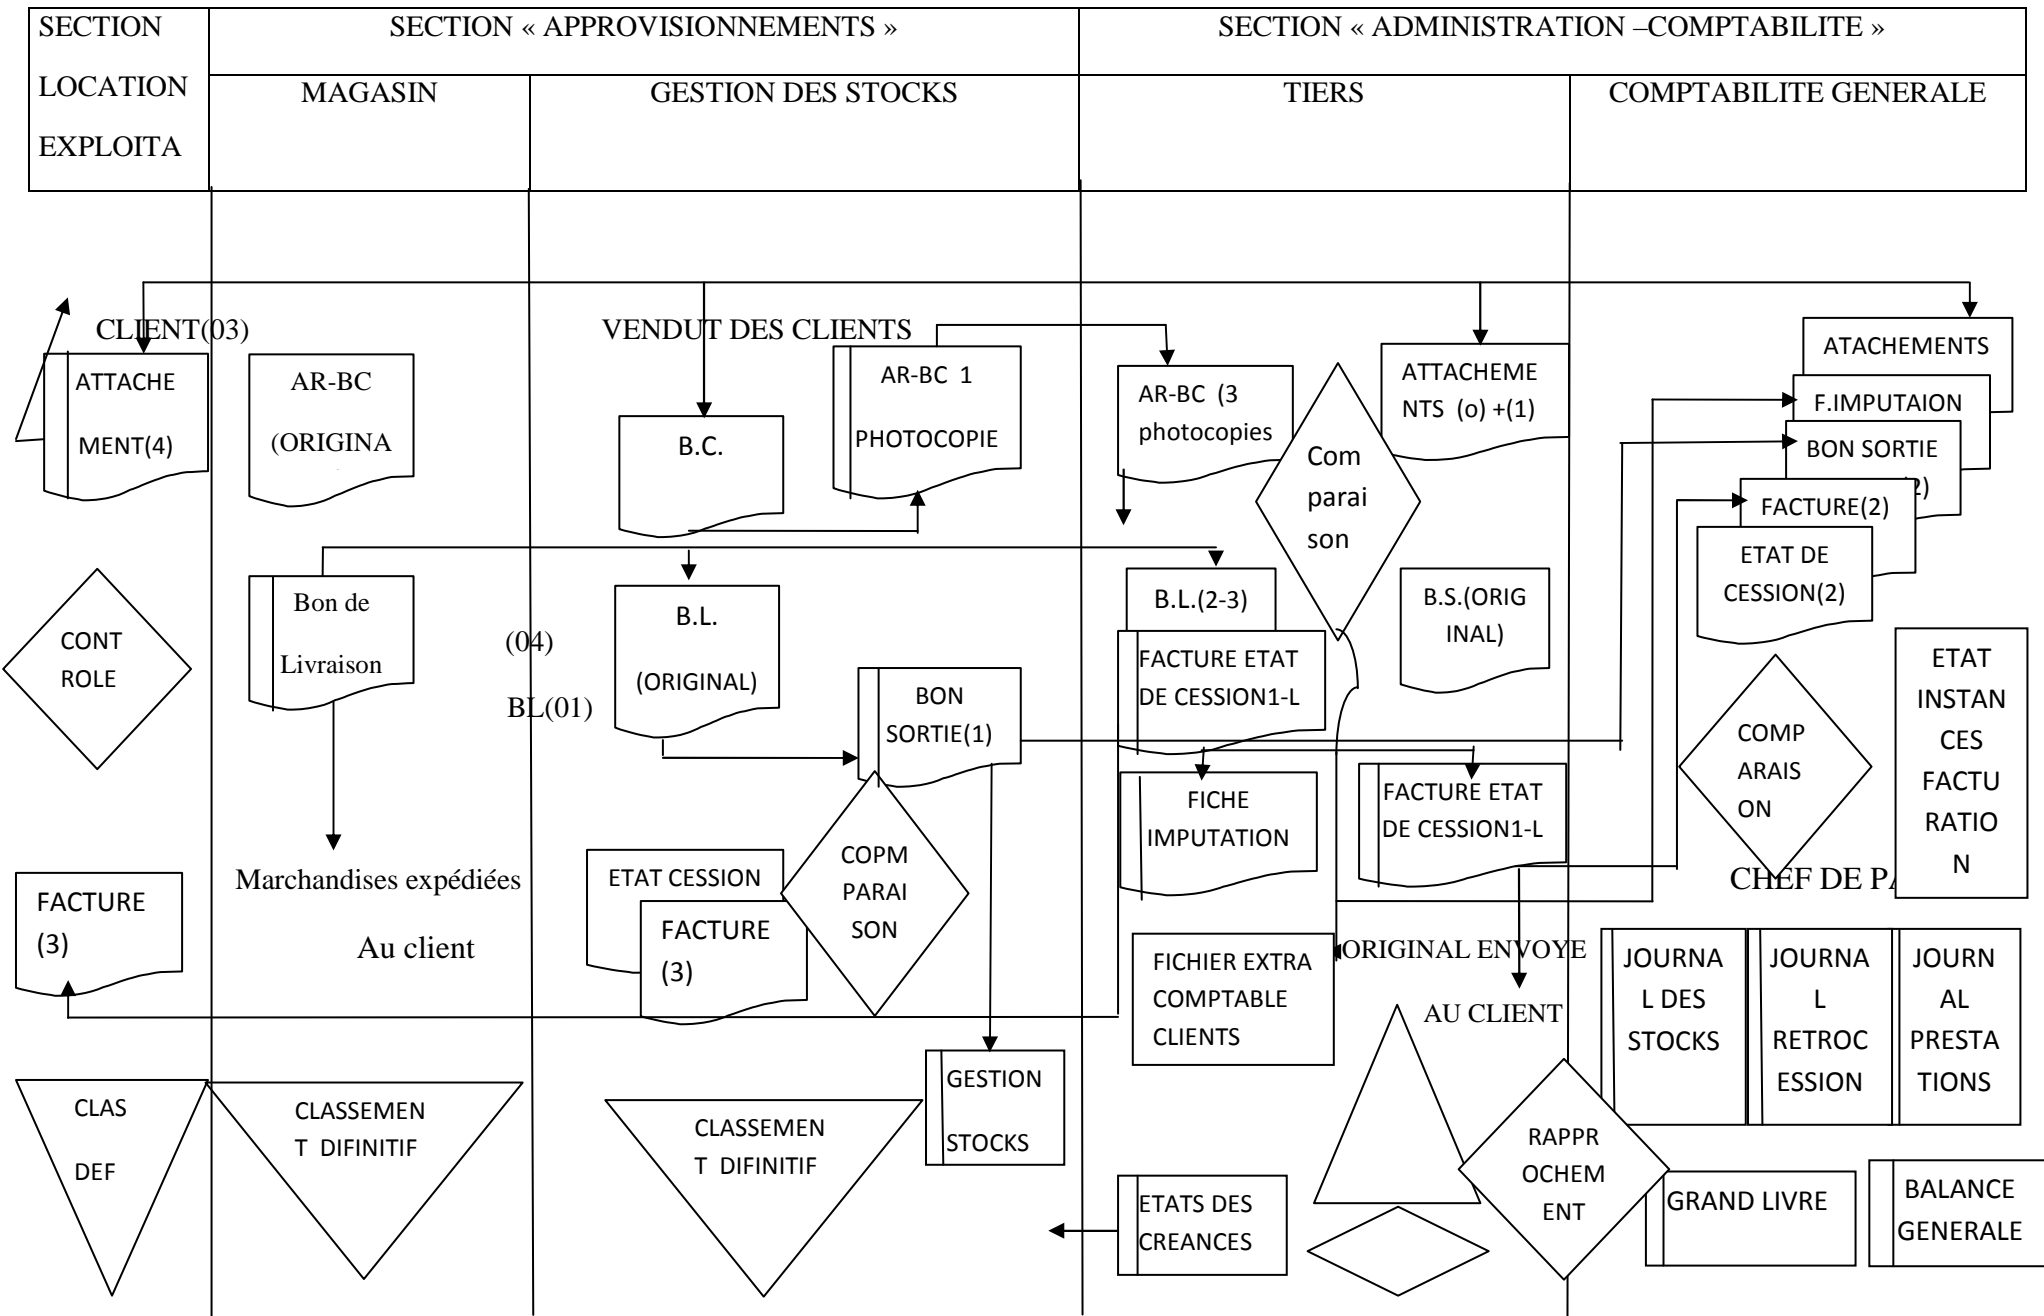 SECTION
LOCATION
EXPLOITA
SECTION « APPROVISIONNEMENTS »
SECTION « ADMINISTRATION –COMPTABILITE »
MAGASIN
GESTION DES STOCKS
TIERS
COMPTABILITE GENERALE
CLIENT(03)
VENDUT DES CLIENTS
ATTACHE
MENT(4)
AR-BC
(ORIGINA
B.C.
AR-BC 1
PHOTOCOPIE
AR-BC (3
photocopies
Com
parai
son
ATTACHEME
NTS (o) +(1)
ATACHEMENTS
F.IMPUTAION
BON SORTIE
2)
FACTURE(2)
ETAT DE
CESSION(2)
CONT
ROLE
Bon de
Livraison
(04)
BL(01)
B.L.
(ORIGINAL)
BON
SORTIE(1)
B.L.(2-3)
FACTURE ETAT
DE CESSION1-L
B.S.(ORIG
INAL)
COMP
ARAIS
ON
ETAT
INSTAN
CES
FACTU
RATIO
N
FICHE
IMPUTATION
FACTURE ETAT
DE CESSION1-L
CHEF DE PA
FACTURE
(3)
Marchandises expédiées
Au client
ETAT CESSION
FACTURE
(3)
COPM
PARAI
SON
FICHIER EXTRA
COMPTABLE
CLIENTS
ORIGINAL ENVOYE
AU CLIENT
JOURNA
L DES
STOCKS
JOURNA
L
RETROC
ESSION
JOURN
AL
PRESTA
TIONS
CLAS
DEF
CLASSEMEN
T DIFINITIF
CLASSEMEN
T DIFINITIF
GESTION
STOCKS
ETATS DES
CREANCES
RAPPR
OCHEM
ENT
GRAND LIVRE
BALANCE
GENERALE